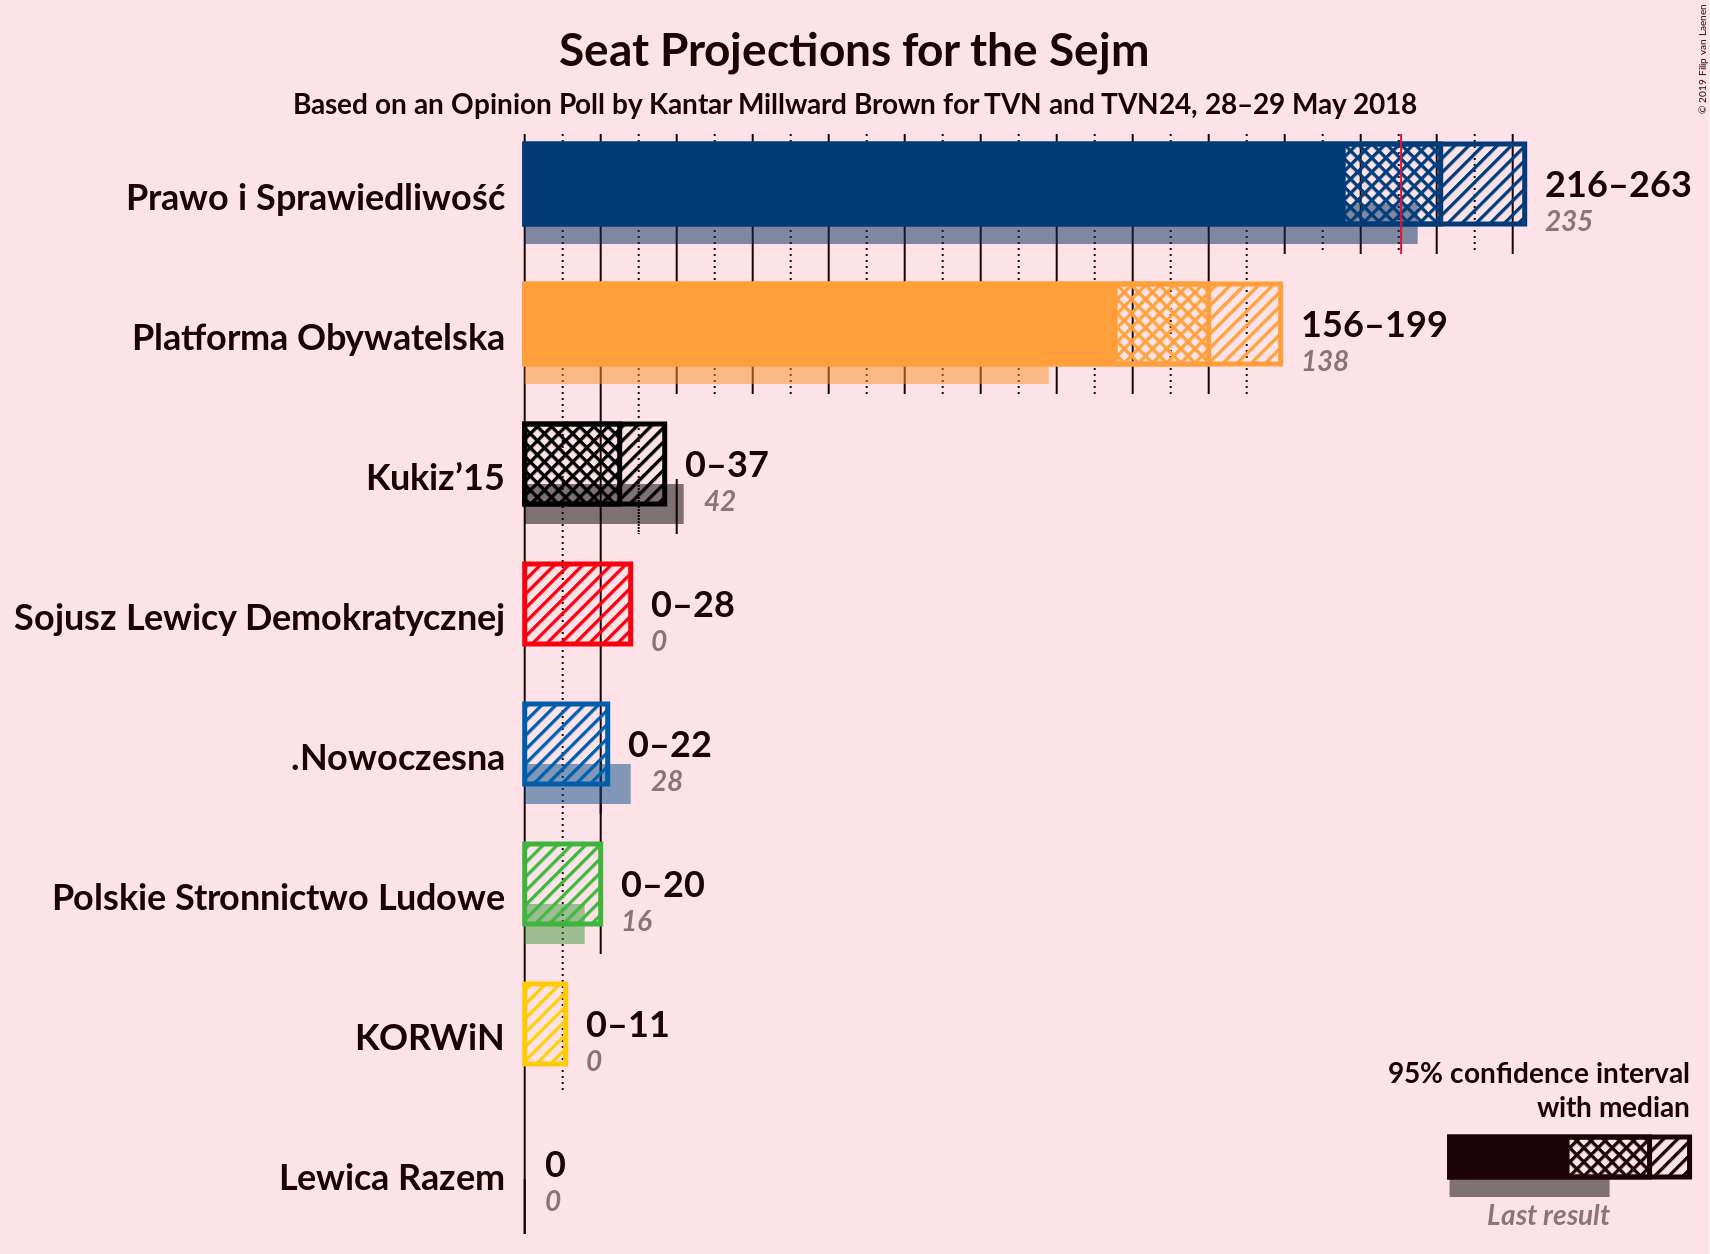 Seat Projections for the Sejm
Based on an Opinion Poll by Kantar Millward Brown for TVN and TVN24, 28–29 May 2018
© 2019 Filip van Laenen
Prawo i Sprawiedliwość
216–263
235
Platforma Obywatelska
156–199
138
Kukiz’15
0–37
42
Sojusz Lewicy Demokratycznej
0–28
0
.Nowoczesna
0–22
28
Polskie Stronnictwo Ludowe
0–20
16
KORWiN
0–11
0
Lewica Razem
0
0
95% confidence interval
with median
Last result